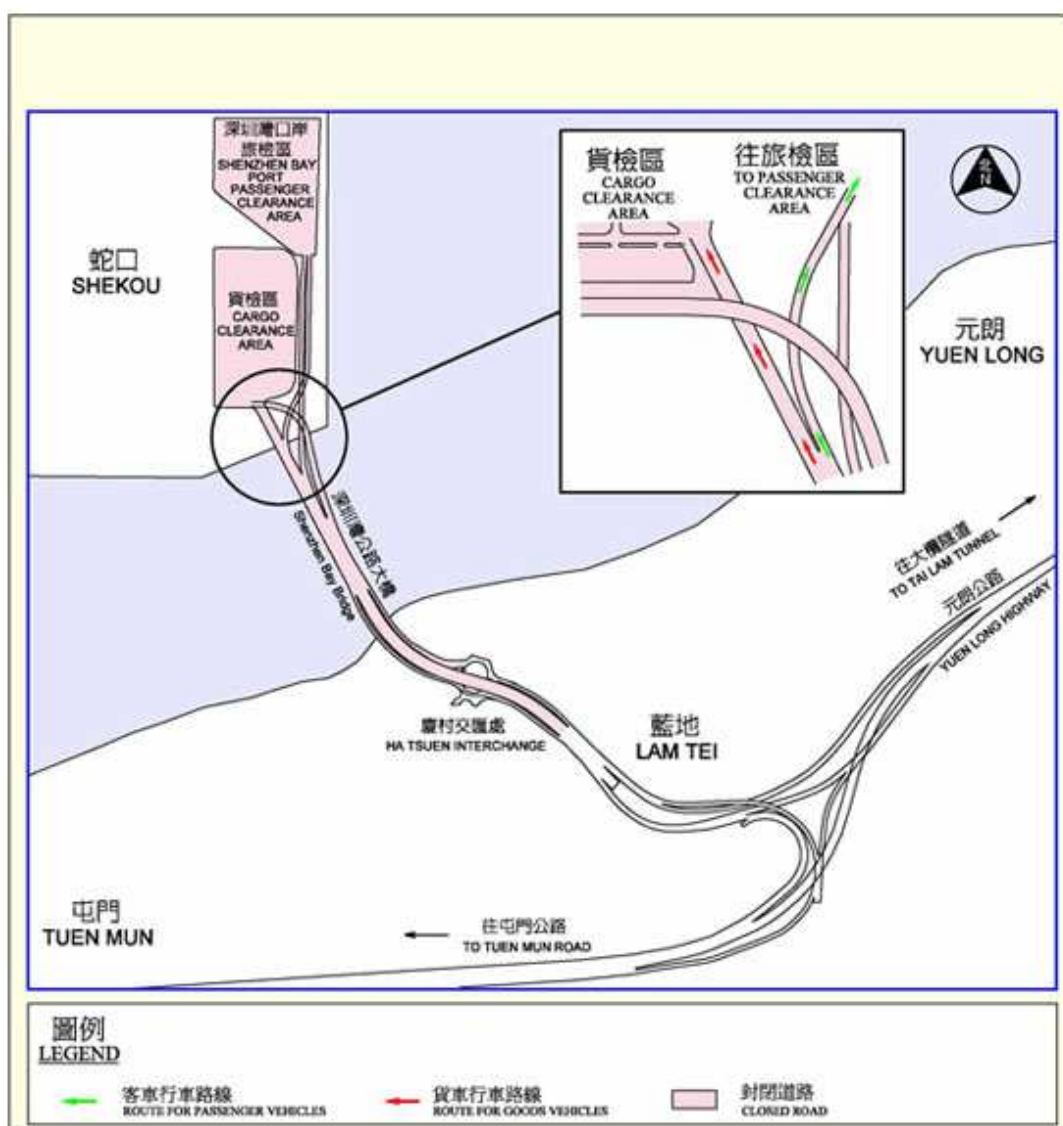 深圳灣口岸
旅檢區
SHENZHEN BAY
PORT
PASSENGER
CLEARANCE
AREA
貨檢區
CARGO
CLEARANCE
AREA
往旅檢區
TO PASSENGER
CLEARANCE
AREA
北
N
蛇口
SHEKOU
貨檢區
CARGO
CLEARANCE
AREA
元朗
YUEN LONG
深圳灣公路大橋
Shenzhen Bay Bridge
往大欖隧道
TO TAI LAM TUNNEL
元朗公路
YUEN LONG HIGHWAY
廈村交匯處
HA TSUEN INTERCHANGE
藍地
LAM TEI
屯門
TUEN MUN
往屯門公路
TO TUEN MUN ROAD
圖例
LEGEND
客車行車路線
ROUTE FOR PASSENGER VEHICLES
貨車行車路線
ROUTE FOR GOODS VEHICLES
封閉道路
CLOSED ROAD